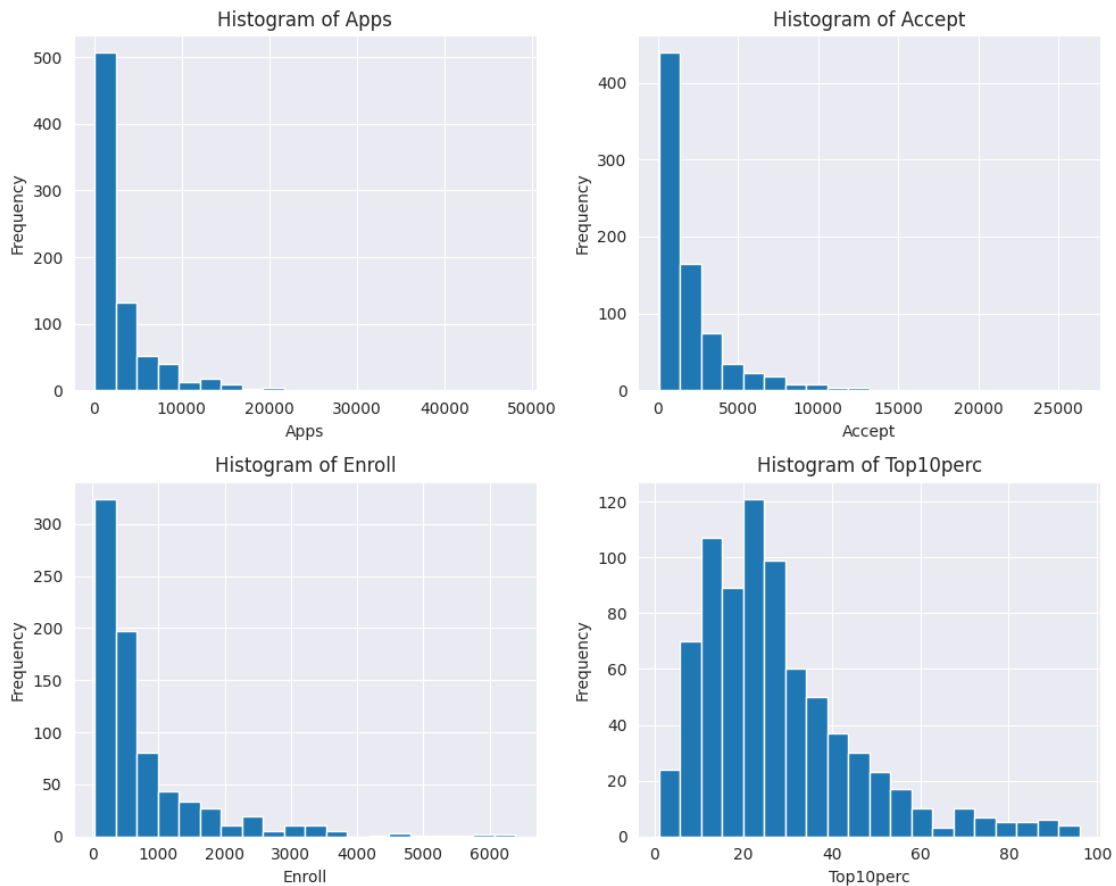 Histogram of Apps
Frequency
500
400
300
200
100
0
0 10000 20000 30000 40000 50000
Apps
Histogram of Accept
Frequency
400
300
200
100
0
0 5000 10000 15000 20000 25000
Accept
Histogram of Enroll
Frequency
300
250
200
150
100
50
0
0 1000 2000 3000 4000 5000 6000
Enroll
Histogram of Top10perc
Frequency
120
100
80
60
40
20
0
0 20 40 60 80 100
Top10perc